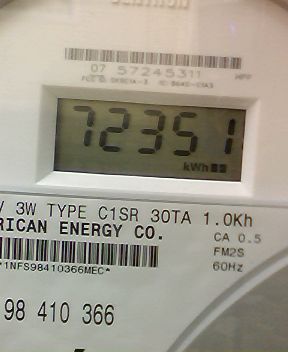 07 57245311 MPP
72351
kWh
V 3W TYPE C1SR 30TA 1.0Kh
RICAN ENERGY CO. CA 0.5
FM2S
*1NFS98410366MEC* 60Hz
98 410 366